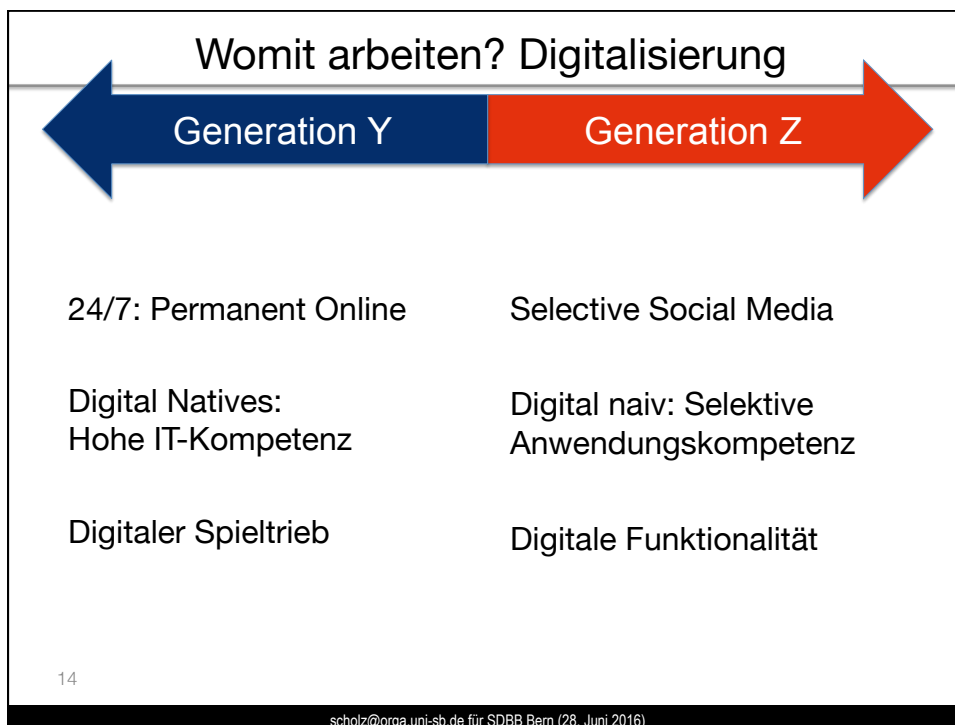 Womit arbeiten? Digitalisierung
Generation Y
Generation Z
24/7: Permanent Online
Digital Natives:
Hohe IT-Kompetenz
Digitaler Spieltrieb
Selective Social Media
Digital naiv: Selektive
Anwendungskompetenz
Digitale Funktionalität
14
scholz@orga.uni-sb.de für SDBB Bern (28. Juni 2016)